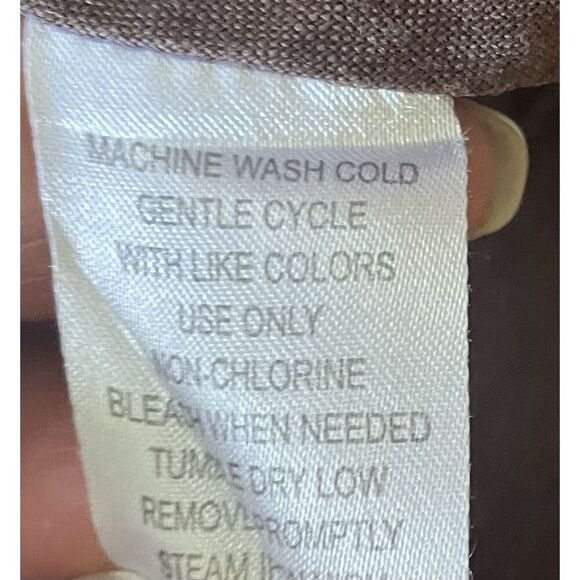 MACHINE WASH COLD
GENTLE CYCLE
WITH LIKE COLORS
USE ONLY
NON-CHLORINE
BLEACH WHEN NEEDED
TUMBLE DRY LOW
REMOVE PROMPTLY
STEAM